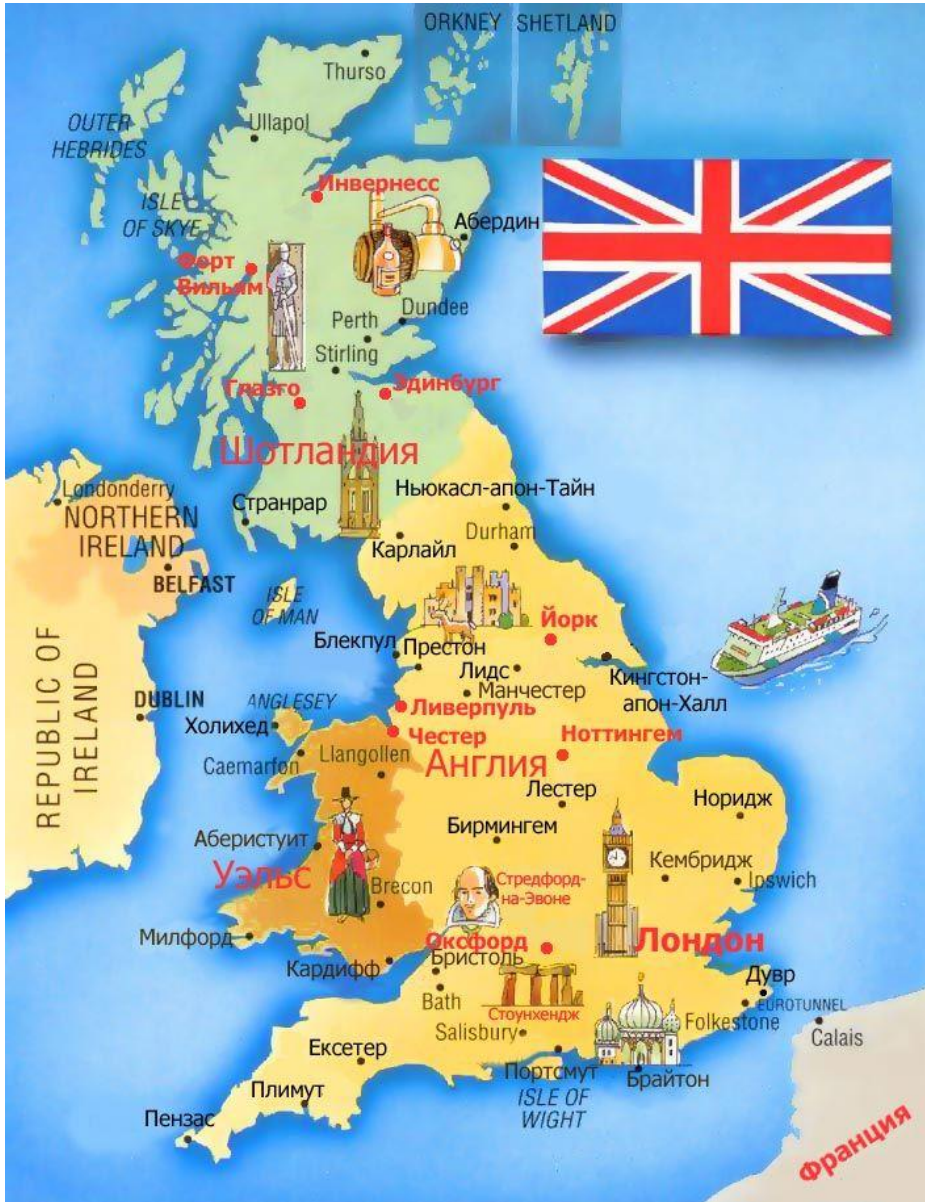 ORKNEY
SHETLAND
Thurso
OUTER
HEBRIDES
Ullapol
ISLE
OF SKYE
Инвернесс
Абердин
Форт
Вильям
Dundee
Perth
Stirling
Глазго
Эдинбург
Шотландия
Londonderry
NORTHERN
IRELAND
BELFAST
Странрар
Ньюкасл-апон-Тайн
Durham
Карлайл
ISLE
OF MAN
Блекпул
Престон
Йорк
Лидс
Манчестер
Кингстон-
апон-Халл
REPUBLIC OF
IRELAND
DUBLIN
ANGLESEY
Холихед
Caemarfon
Llangollen
Ливерпуль
Честер
Ноттингем
Англия
Лестер
Норидж
Бирмингем
Аберистуит
Уэльс
Brecon
Стредфорд-
на-Эвоне
Кембридж
Ipswich
Милфорд
Кардифф
Оксфорд
Бристоль
Лондон
Bath
Стоунхендж
Salisbury
Дувр
EUROTUNNEL
Folkestone
Calais
Ексетер
Портсмут
Брайтон
ISLE OF
WIGHT
Плимут
Пензас
Франция